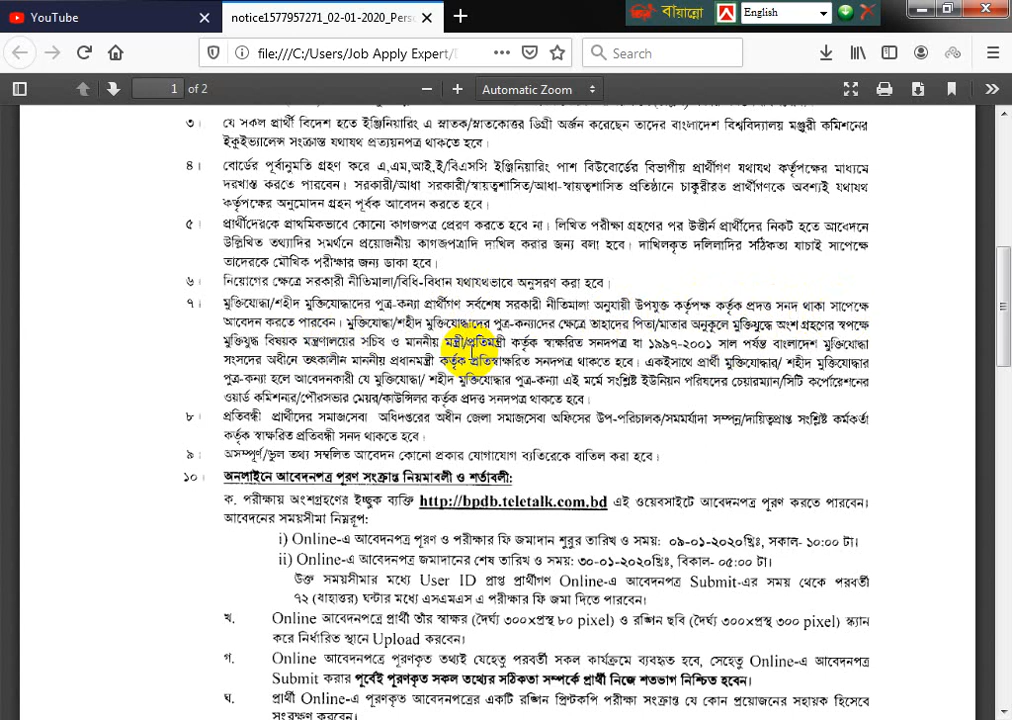 YouTube
notice1577957271_02-01-2020_Pers
বায়ান্নো
English
file:///C:/Users/Job Apply Expert/D
Search
1 of 2
Automatic Zoom
৩। যে সকল প্রার্থী বিদেশ হতে ইঞ্জিনিয়ারিং এ স্নাতক/স্নাতকোত্তর ডিগ্রী অর্জন করেছেন তাদের বাংলাদেশ বিশ্ববিদ্যালয় মঞ্জুরী কমিশনের
ইকুইভ্যালেন্স সংক্রান্ত যথাযথ প্রত্যয়নপত্র থাকতে হবে।
৪। বোর্ডের পূর্বানুমতি গ্রহণ করে এ,এম,আই,ই/বিএসসি ইঞ্জিনিয়ারিং পাশ বিউবোর্ডের বিভাগীয় প্রার্থীগণ যথাযথ কর্তৃপক্ষের মাধ্যমে
দরখাস্ত করতে পারবেন। সরকারী/আধা সরকারী/স্বায়ত্বশাসিত/আধা-স্বায়ত্বশাসিত প্রতিষ্ঠানে চাকুরীরত প্রার্থীগণকে অবশ্যই যথাযথ
কর্তৃপক্ষের অনুমোদন গ্রহন পূর্বক আবেদন করতে হবে।
৫। প্রার্থীদেরকে প্রাথমিকভাবে কোনো কাগজপত্র প্রেরণ করতে হবে না। লিখিত পরীক্ষা গ্রহণের পর উত্তীর্ন প্রার্থীদের নিকট হতে আবেদনে
উল্লিখিত তথ্যাদির সমর্থনে প্রয়োজনীয় কাগজপত্রাদি দাখিল করার জন্য বলা হবে। দাখিলকৃত দলিলাদির সঠিকতা যাচাই সাপেক্ষে
তাদেরকে মৌখিক পরীক্ষার জন্য ডাকা হবে।
৬। নিয়োগের ক্ষেত্রে সরকারী নীতিমালা/বিধি-বিধান যথাযথভাবে অনুসরণ করা হবে।
৭। মুক্তিযোদ্ধা/শহীদ মুক্তিযোদ্ধাদের পুত্র-কন্যা প্রার্থীগণ সর্বশেষ সরকারী নীতিমালা অনুযায়ী উপযুক্ত কর্তৃপক্ষ কর্তৃক প্রদত্ত সনদ থাকা সাপেক্ষে
আবেদন করতে পারবেন। মুক্তিযোদ্ধা/শহীদ মুক্তিযোদ্ধাদের পুত্র-কন্যাদের ক্ষেত্রে তাহাদের পিতা/মাতার অনুকূলে মুক্তিযুদ্ধে অংশ গ্রহণের স্বপক্ষে
মুক্তিযুদ্ধ বিষয়ক মন্ত্রণালয়ের সচিব ও মাননীয় মন্ত্রী/প্রতিমন্ত্রী কর্তৃক স্বাক্ষরিত সনদপত্র বা ১৯৯৭-২০০১ সাল পর্যন্ত বাংলাদেশ মুক্তিযোদ্ধা
সংসদের অধীনে তৎকালীন মাননীয় প্রধানমন্ত্রী কর্তৃক প্রতিস্বাক্ষরিত সনদপত্র থাকতে হবে। একইসাথে প্রার্থী মুক্তিযোদ্ধার/ শহীদ মুক্তিযোদ্ধার
পুত্র-কন্যা হলে আবেদনকারী যে মুক্তিযোদ্ধা/ শহীদ মুক্তিযোদ্ধার পুত্র-কন্যা এই মর্মে সংশ্লিষ্ট ইউনিয়ন পরিষদের চেয়ারম্যান/সিটি কর্পোরেশনের
ওয়ার্ড কমিশনার/পৌরসভার মেয়র/কাউন্সিলর কর্তৃক প্রদত্ত সনদপত্র থাকতে হবে।
৮। প্রতিবন্ধী প্রার্থীদের সমাজসেবা অধিদপ্তরের অধীন জেলা সমাজসেবা অফিসের উপ-পরিচালক/সমমর্যাদা সম্পন্ন/দায়িত্বপ্রাপ্ত সংশ্লিষ্ট কর্মকর্তা
কর্তৃক স্বাক্ষরিত প্রতিবন্ধী সনদ থাকতে হবে।
৯। অসম্পূর্ণ/ভুল তথ্য সম্বলিত আবেদন কোনো প্রকার যোগাযোগ ব্যতিরেকে বাতিল করা হবে।
১০। অনলাইনে আবেদনপত্র পূরণ সংক্রান্ত নিয়মাবলী ও শর্তাবলী:
ক. পরীক্ষায় অংশগ্রহণের ইচ্ছুক ব্যক্তি http://bpdb.teletalk.com.bd এই ওয়েবসাইটে আবেদনপত্র পূরণ করতে পারবেন।
আবেদনের সময়সীমা নিম্নরূপ:
i) Online-এ আবেদনপত্র পূরণ ও পরীক্ষার ফি জমাদান শুরুর তারিখ ও সময়: ০৯-০১-২০২০খ্রিঃ, সকাল- ১০:০০ টা।
ii) Online-এ আবেদনপত্র জমাদানের শেষ তারিখ ও সময়: ৩০-০১-২০২০খ্রিঃ, বিকাল- ০৫:০০ টা।
উক্ত সময়সীমার মধ্যে User ID প্রাপ্ত প্রার্থীগণ Online-এ আবেদনপত্র Submit-এর সময় থেকে পরবর্তী
৭২ (বাহাত্তর) ঘন্টার মধ্যে এসএমএস এ পরীক্ষার ফি জমা দিতে পারবেন।
খ. Online আবেদনপত্রে প্রার্থী তাঁর স্বাক্ষর (দৈর্ঘ্য ৩০০×প্রস্থ ৮০ pixel) ও রঙ্গিন ছবি (দৈর্ঘ্য ৩০০×প্রস্থ ৩০০ pixel) স্ক্যান
করে নির্ধারিত স্থানে Upload করবেন।
গ. Online আবেদনপত্রে পূরণকৃত তথ্যই যেহেতু পরবর্তী সকল কার্যক্রমে ব্যবহৃত হবে, সেহেতু Online-এ আবেদনপত্র
Submit করার পূর্বেই পূরণকৃত সকল তথ্যের সঠিকতা সম্পর্কে প্রার্থী নিজে শতভাগ নিশ্চিত হবেন।
ঘ. প্রার্থী Online-এ পূরণকৃত আবেদনপত্রের একটি রঙ্গিন প্রিন্টকপি পরীক্ষা সংক্রান্ত যে কোন প্রয়োজনের সহায়ক হিসেবে
সংরক্ষণ করবেন।